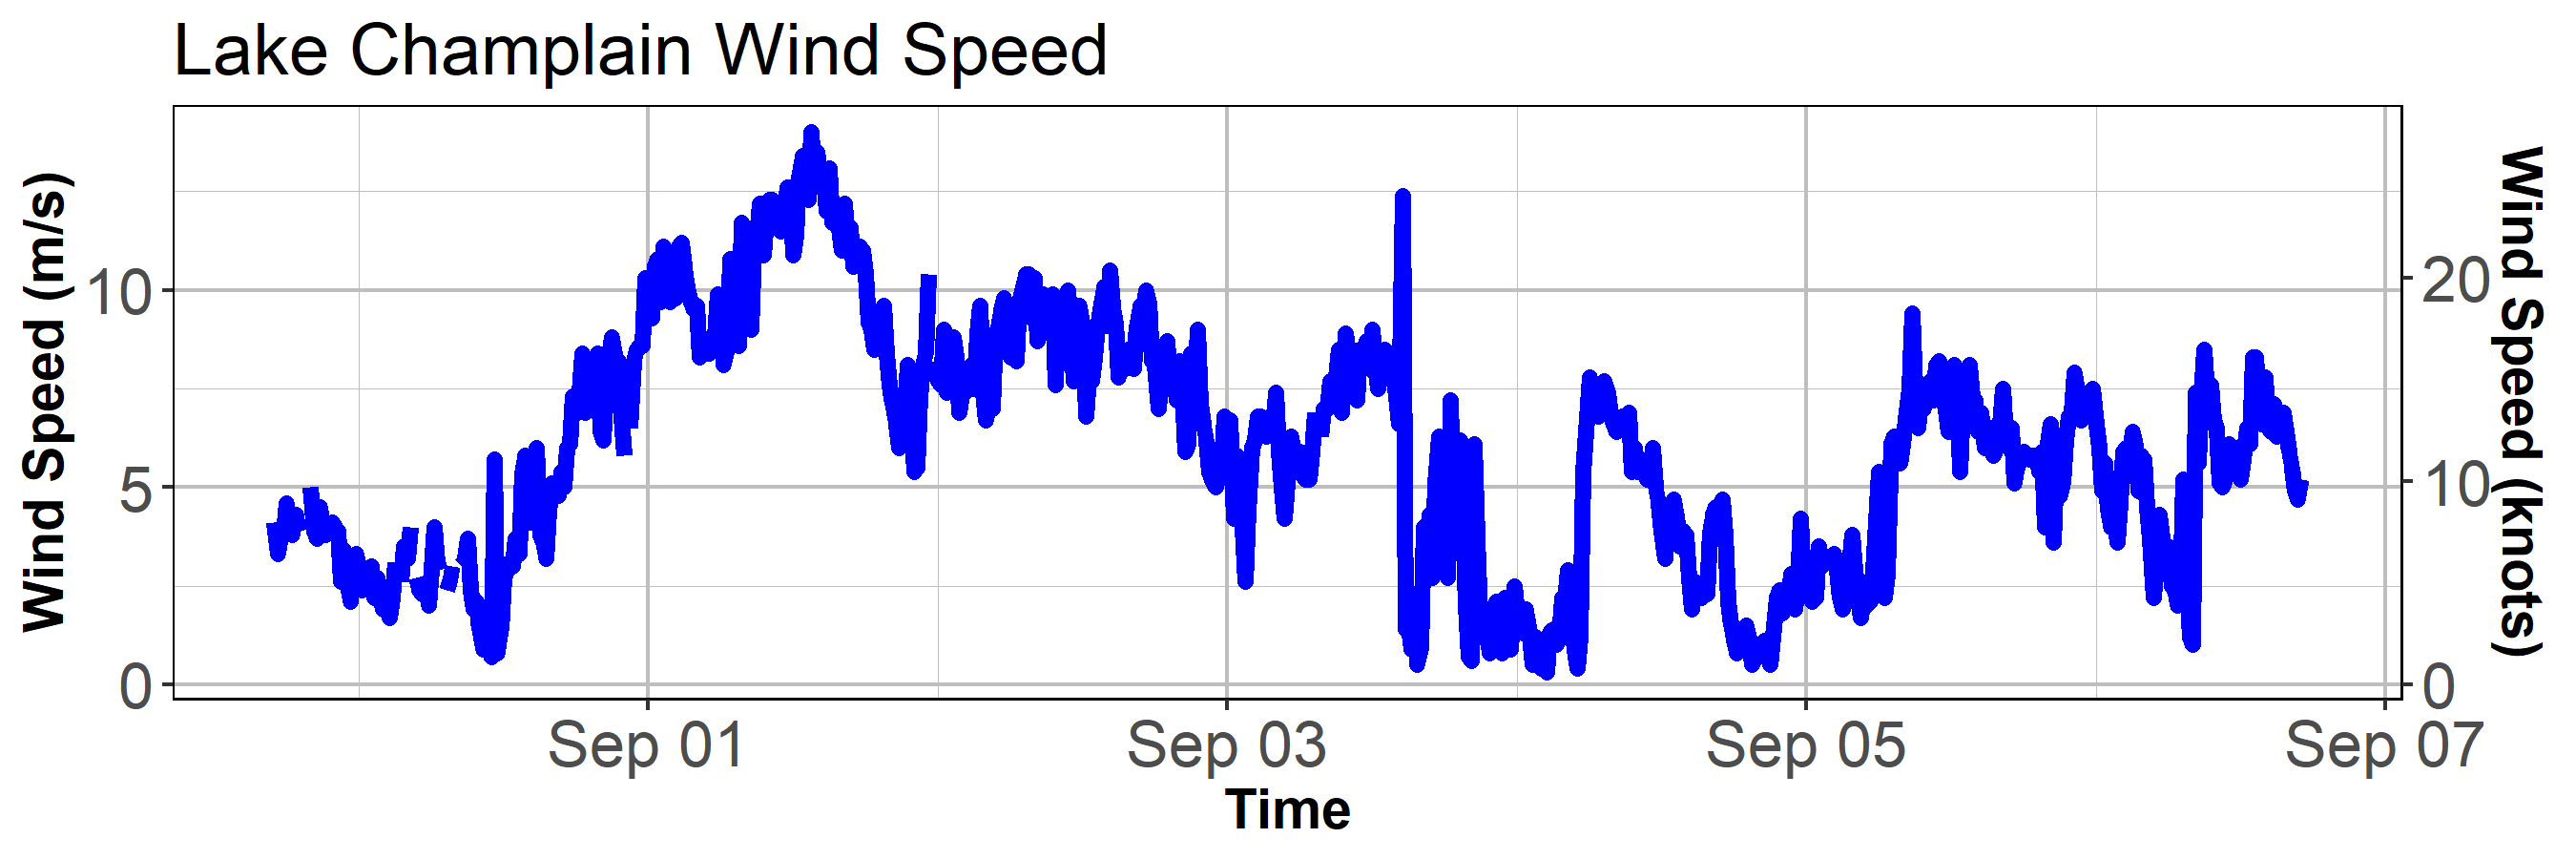 Lake Champlain Wind Speed
Wind Speed (m/s)
10
5
0
20
10
0
Wind Speed (knots)
Sep 01
Sep 03
Sep 05
Sep 07
Time